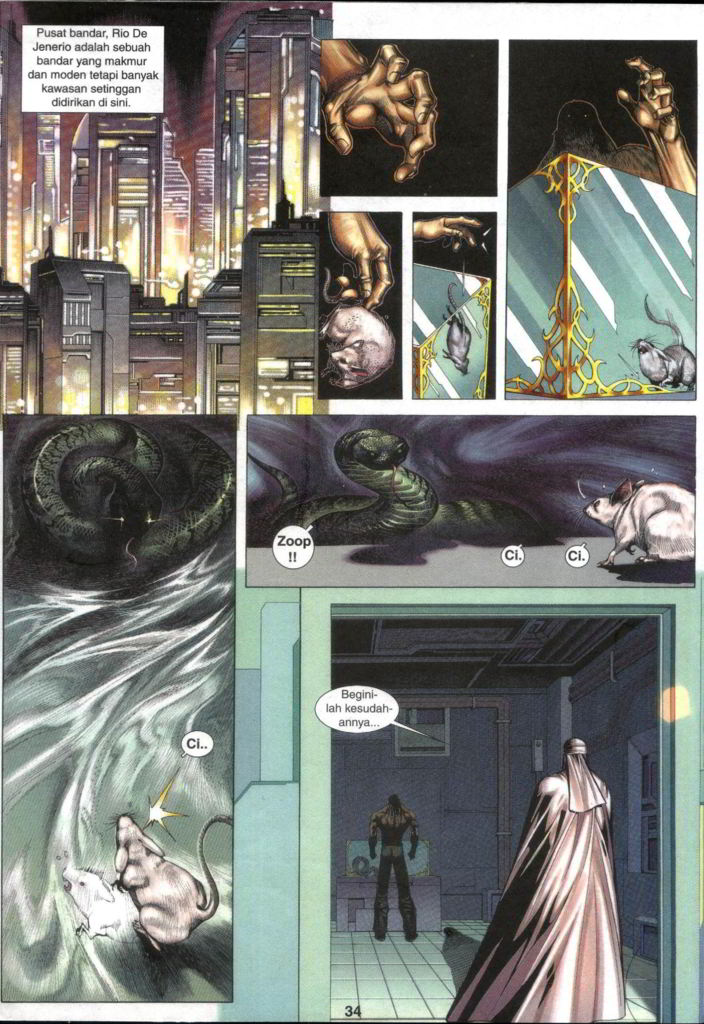 Pusat bandar, Rio De
Jenerio adalah sebuah
bandar yang makmur
dan moden tetapi banyak
kawasan setinggan
didirikan di sini.
Zoop
!!
Ci.
Ci.
Ci..
Begini-
lah kesudah-
annya...
34